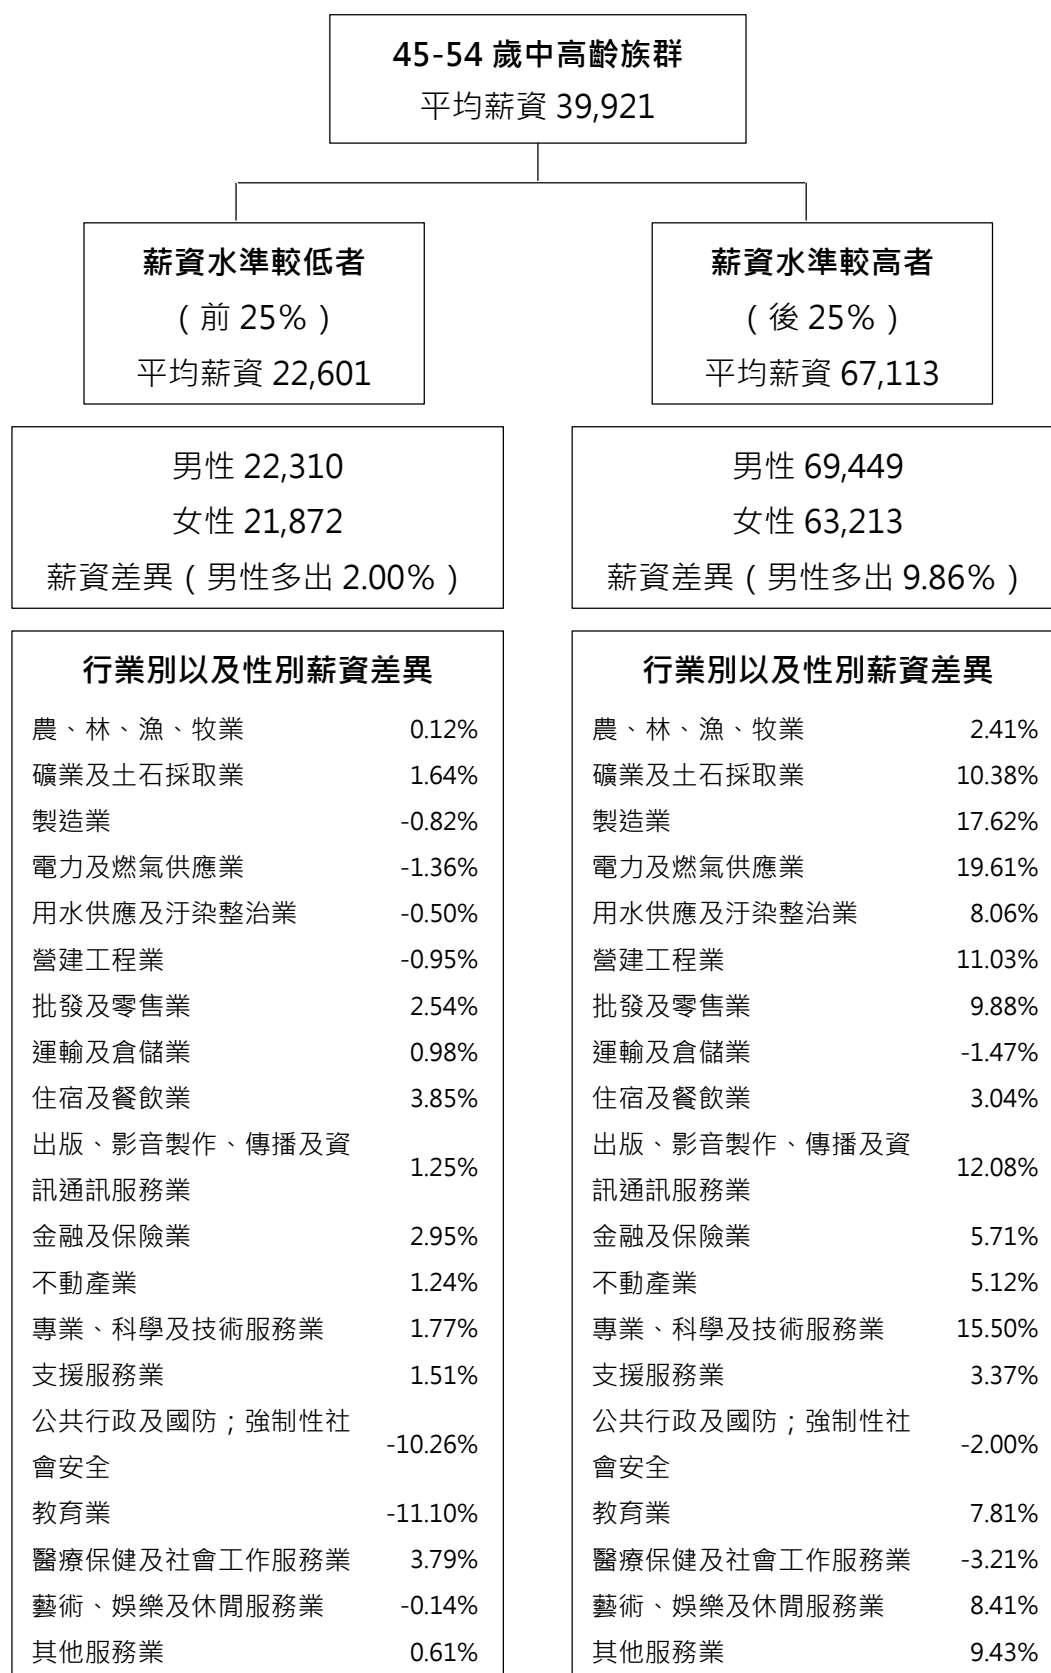 45-54 歲中高齡族群
平均薪資 39,921
薪資水準較低者
（前 25%）
平均薪資 22,601
男性 22,310
女性 21,872
薪資差異（男性多出 2.00%）
行業別以及性別薪資差異
農、林、漁、牧業 0.12%
礦業及土石採取業 1.64%
製造業 -0.82%
電力及燃氣供應業 -1.36%
用水供應及汙染整治業 -0.50%
營建工程業 -0.95%
批發及零售業 2.54%
運輸及倉儲業 0.98%
住宿及餐飲業 3.85%
出版、影音製作、傳播及資
訊通訊服務業 1.25%
金融及保險業 2.95%
不動產業 1.24%
專業、科學及技術服務業 1.77%
支援服務業 1.51%
公共行政及國防；強制性社
會安全 -10.26%
教育業 -11.10%
醫療保健及社會工作服務業 3.79%
藝術、娛樂及休閒服務業 -0.14%
其他服務業 0.61%
薪資水準較高者
（後 25%）
平均薪資 67,113
男性 69,449
女性 63,213
薪資差異（男性多出 9.86%）
行業別以及性別薪資差異
農、林、漁、牧業 2.41%
礦業及土石採取業 10.38%
製造業 17.62%
電力及燃氣供應業 19.61%
用水供應及汙染整治業 8.06%
營建工程業 11.03%
批發及零售業 9.88%
運輸及倉儲業 -1.47%
住宿及餐飲業 3.04%
出版、影音製作、傳播及資
訊通訊服務業 12.08%
金融及保險業 5.71%
不動產業 5.12%
專業、科學及技術服務業 15.50%
支援服務業 3.37%
公共行政及國防；強制性社
會安全 -2.00%
教育業 7.81%
醫療保健及社會工作服務業 -3.21%
藝術、娛樂及休閒服務業 8.41%
其他服務業 9.43%